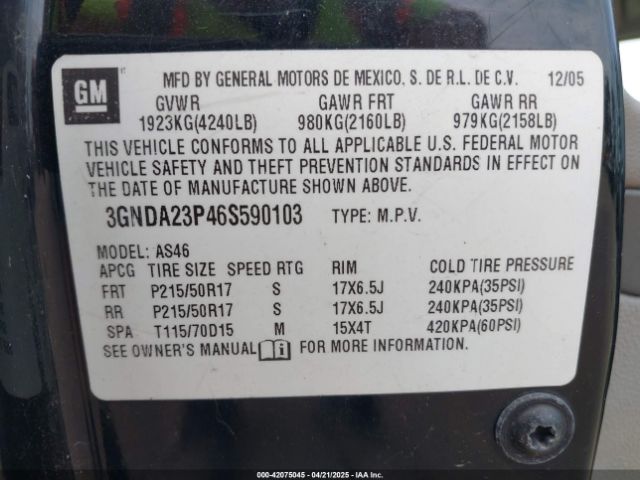 GM
MFD BY GENERAL MOTORS DE MEXICO, S. DE R.L. DE C.V. 12/05
GVWR GAWR FRT GAWR RR
1923KG(4240LB) 980KG(2160LB) 979KG(2158LB)
THIS VEHICLE CONFORMS TO ALL APPLICABLE U.S. FEDERAL MOTOR
VEHICLE SAFETY AND THEFT PREVENTION STANDARDS IN EFFECT ON
THE DATE OF MANUFACTURE SHOWN ABOVE.
3GNDA23P46S590103 TYPE: M.P.V.
MODEL: AS46
APCG TIRE SIZE SPEED RTG RIM COLD TIRE PRESSURE
FRT P215/50R17 S 17X6.5J 240KPA(35PSI)
RR P215/50R17 S 17X6.5J 240KPA(35PSI)
SPA T115/70D15 M 15X4T 420KPA(60PSI)
SEE OWNER'S MANUAL i FOR MORE INFORMATION.
000-42075045 - 04/21/2025 - IAAI.COM